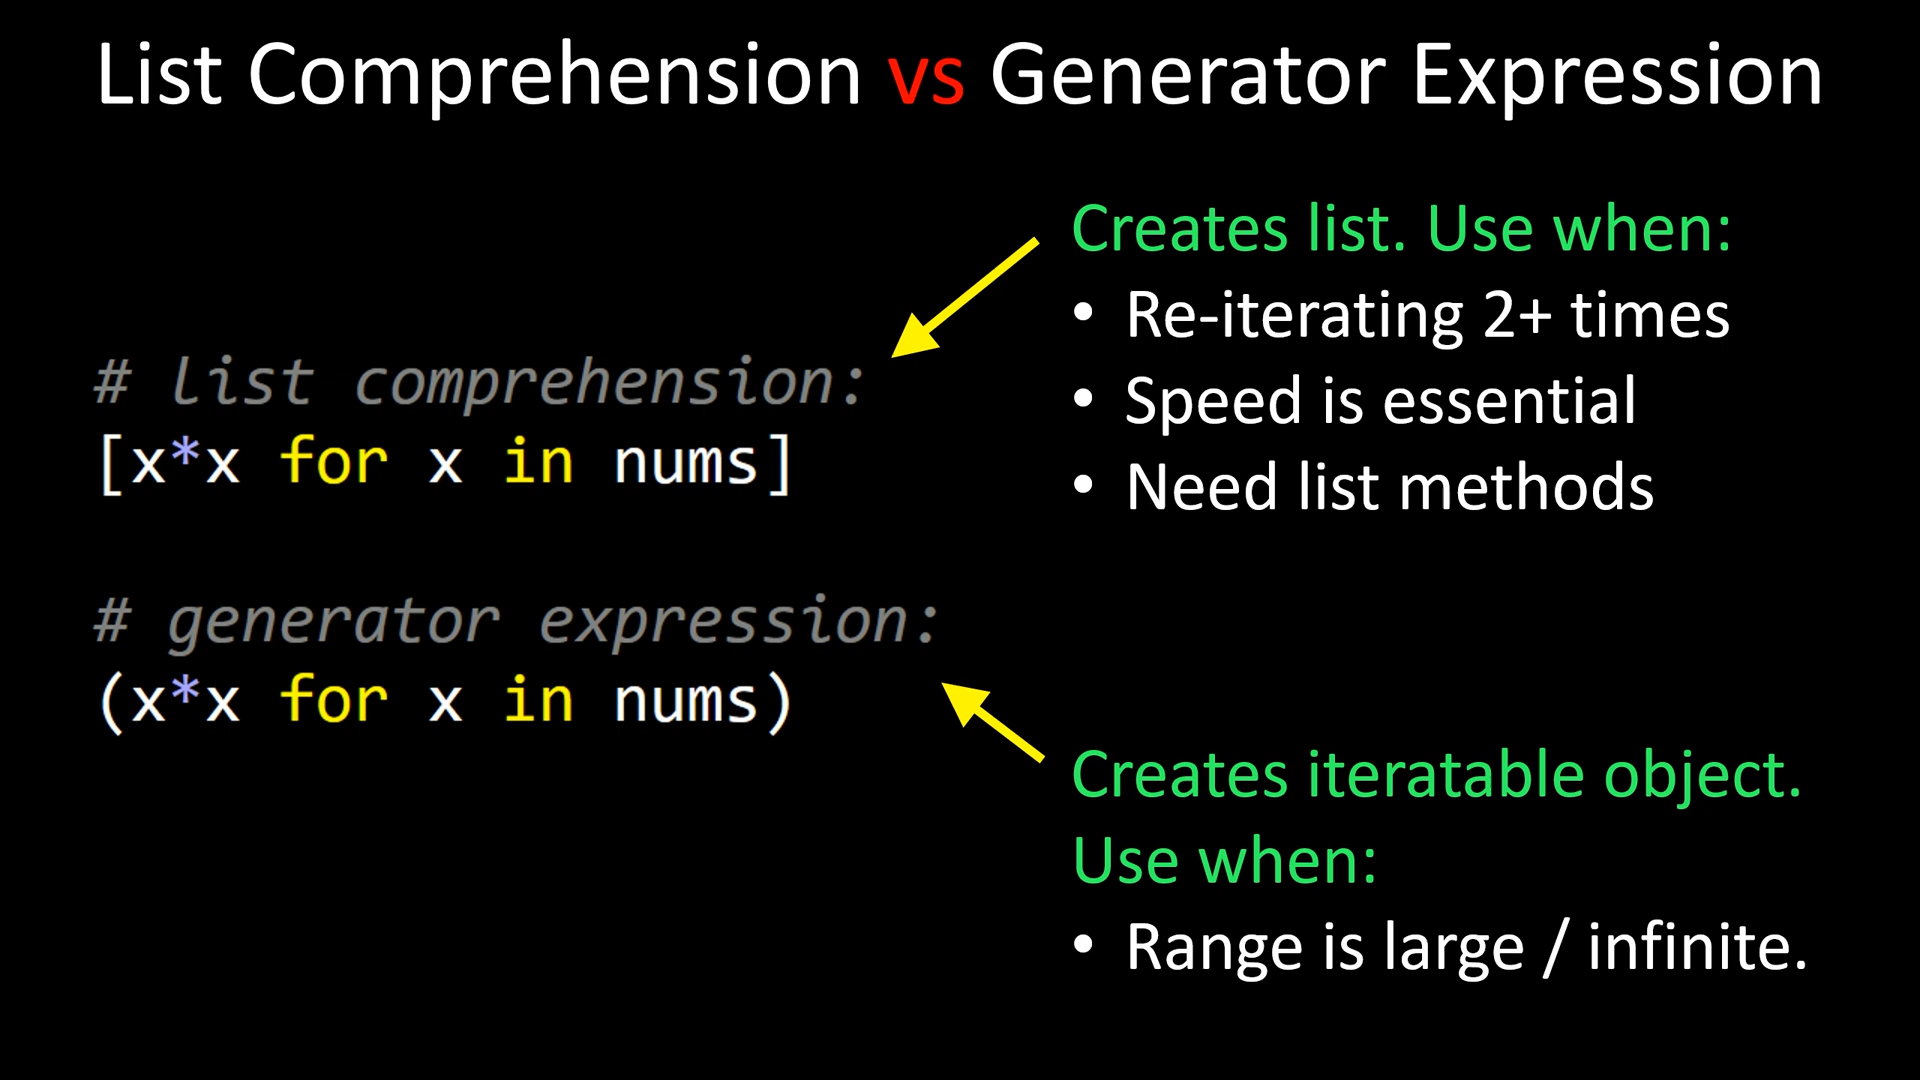 List Comprehension vs Generator Expression
# list comprehension:
[x*x for x in nums]
# generator expression:
(x*x for x in nums)
Creates list. Use when:
• Re-iterating 2+ times
• Speed is essential
• Need list methods
Creates iteratable object.
Use when:
• Range is large / infinite.